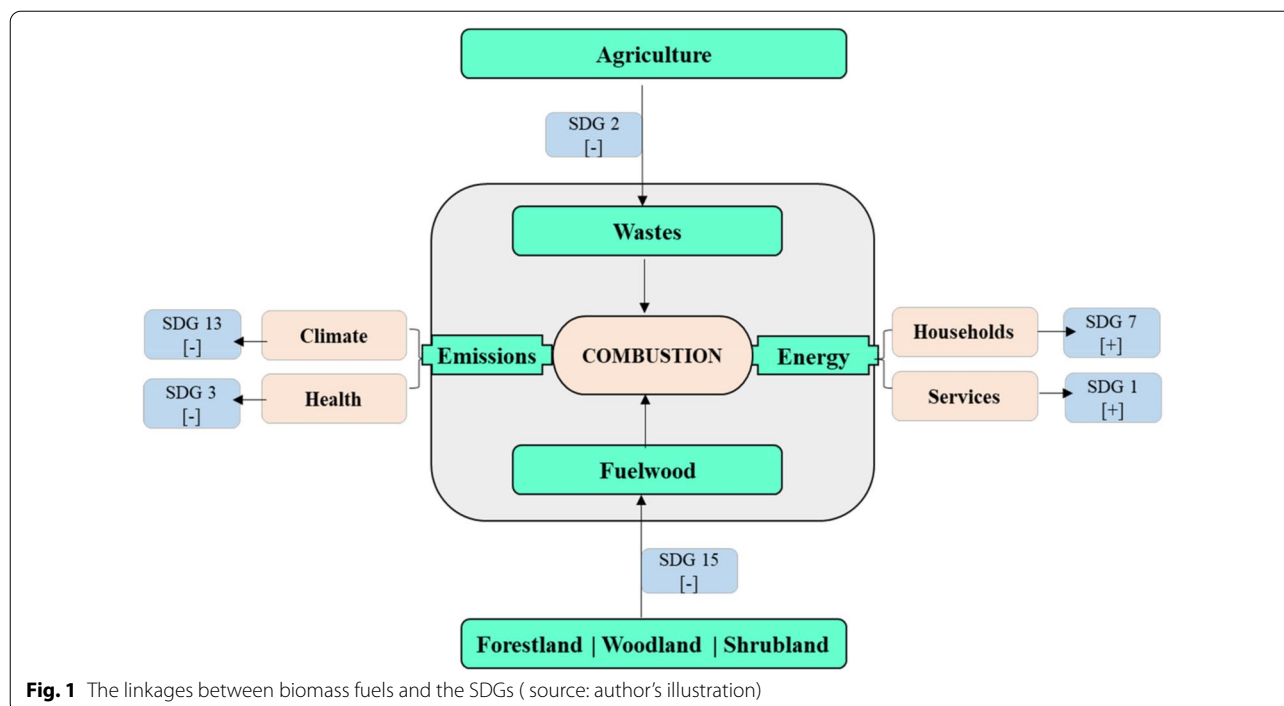 Agriculture
SDG 2
[-]
Wastes
SDG 13
[-]
Climate
Households
SDG 7
[+]
Emissions
COMBUSTION
Energy
SDG 3
[-]
Health
Services
SDG 1
[+]
Fuelwood
SDG 15
[-]
Forestland | Woodland | Shrubland
Fig. 1 The linkages between biomass fuels and the SDGs ( source: author's illustration)